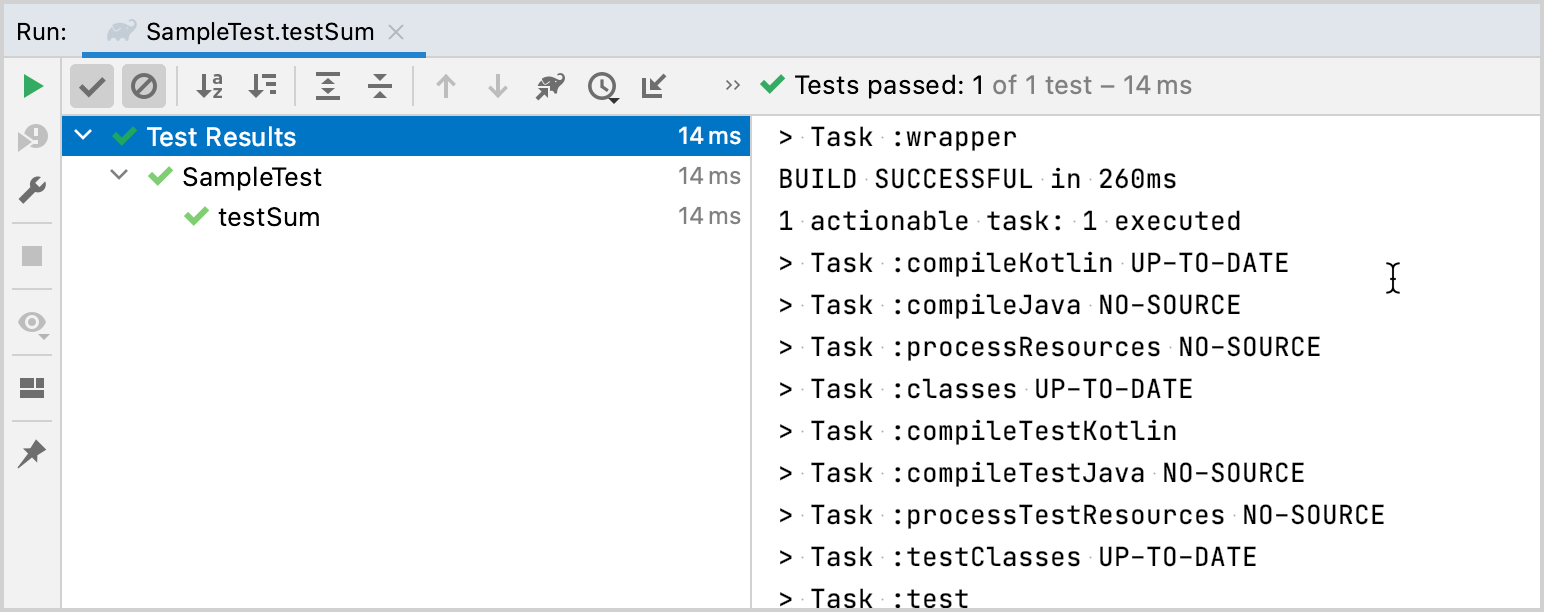 Run: SampleTest.testSum
Tests passed: 1 of 1 test – 14 ms
Test Results 14 ms
SampleTest 14 ms
testSum 14 ms
> Task :wrapper
BUILD SUCCESSFUL in 260ms
1 actionable task: 1 executed
> Task :compileKotlin UP-TO-DATE
> Task :compileJava NO-SOURCE
> Task :processResources NO-SOURCE
> Task :classes UP-TO-DATE
> Task :compileTestKotlin
> Task :compileTestJava NO-SOURCE
> Task :processTestResources NO-SOURCE
> Task :testClasses UP-TO-DATE
> Task :test